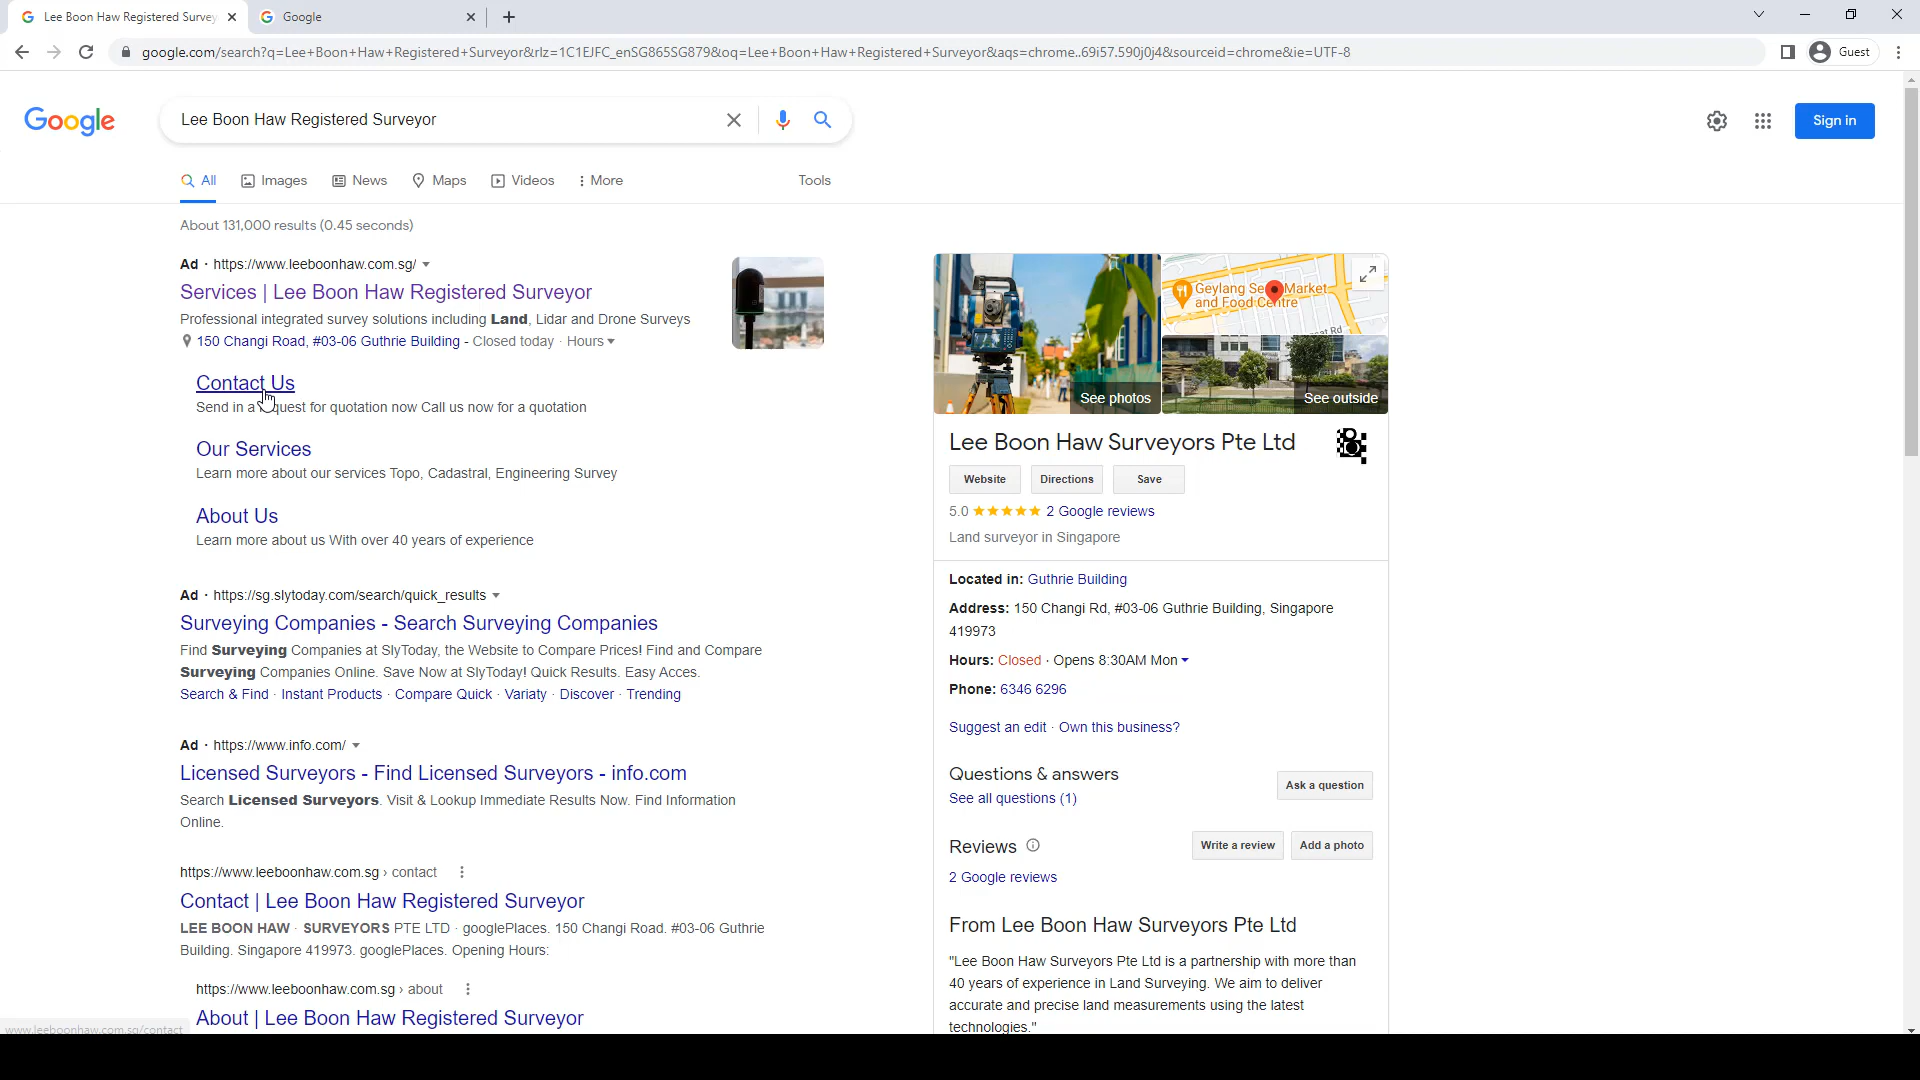 Lee Boon Haw Registered Survey
Google
google.com/search?q=Lee+Boon+Haw+Registered+Surveyor&rlz=1C1EJFC_enSG865SG879&oq=Lee+Boon+Haw+Registered+Surveyor&aqs=chrome..69i57.590j0j4&sourceid=chrome&ie=UTF-8
Guest
Google
Lee Boon Haw Registered Surveyor
Sign in
All
Images
News
Maps
Videos
More
Tools
About 131,000 results (0.45 seconds)
Ad · https://www.leeboonhaw.com.sg/
Services | Lee Boon Haw Registered Surveyor
Professional integrated survey solutions including Land, Lidar and Drone Surveys
150 Changi Road, #03-06 Guthrie Building - Closed today · Hours
Contact Us
Send in a request for quotation now Call us now for a quotation
Our Services
Learn more about our services Topo, Cadastral, Engineering Survey
About Us
Learn more about us With over 40 years of experience
Ad · https://sg.slytoday.com/search/quick_results
Surveying Companies - Search Surveying Companies
Find Surveying Companies at SlyToday, the Website to Compare Prices! Find and Compare
Surveying Companies Online. Save Now at SlyToday! Quick Results. Easy Acces.
Search & Find · Instant Products · Compare Quick · Variaty · Discover · Trending
Ad · https://www.info.com/
Licensed Surveyors - Find Licensed Surveyors - info.com
Search Licensed Surveyors. Visit & Lookup Immediate Results Now. Find Information
Online.
https://www.leeboonhaw.com.sg › contact
Contact | Lee Boon Haw Registered Surveyor
LEE BOON HAW · SURVEYORS PTE LTD · googlePlaces. 150 Changi Road. #03-06 Guthrie
Building. Singapore 419973. googlePlaces. Opening Hours:
https://www.leeboonhaw.com.sg › about
About | Lee Boon Haw Registered Surveyor
www.leeboonhaw.com.sg/contact
See photos
Market
and Food Centre
See outside
Lee Boon Haw Surveyors Pte Ltd
Website
Directions
Save
5.0 ★★★★★ 2 Google reviews
Land surveyor in Singapore
Located in: Guthrie Building
Address: 150 Changi Rd, #03-06 Guthrie Building, Singapore
419973
Hours: Closed · Opens 8:30AM Mon
Phone: 6346 6296
Suggest an edit · Own this business?
Questions & answers
See all questions (1)
Ask a question
Reviews
Write a review
Add a photo
2 Google reviews
From Lee Boon Haw Surveyors Pte Ltd
"Lee Boon Haw Surveyors Pte Ltd is a partnership with more than
40 years of experience in Land Surveying. We aim to deliver
accurate and precise land measurements using the latest
technologies."